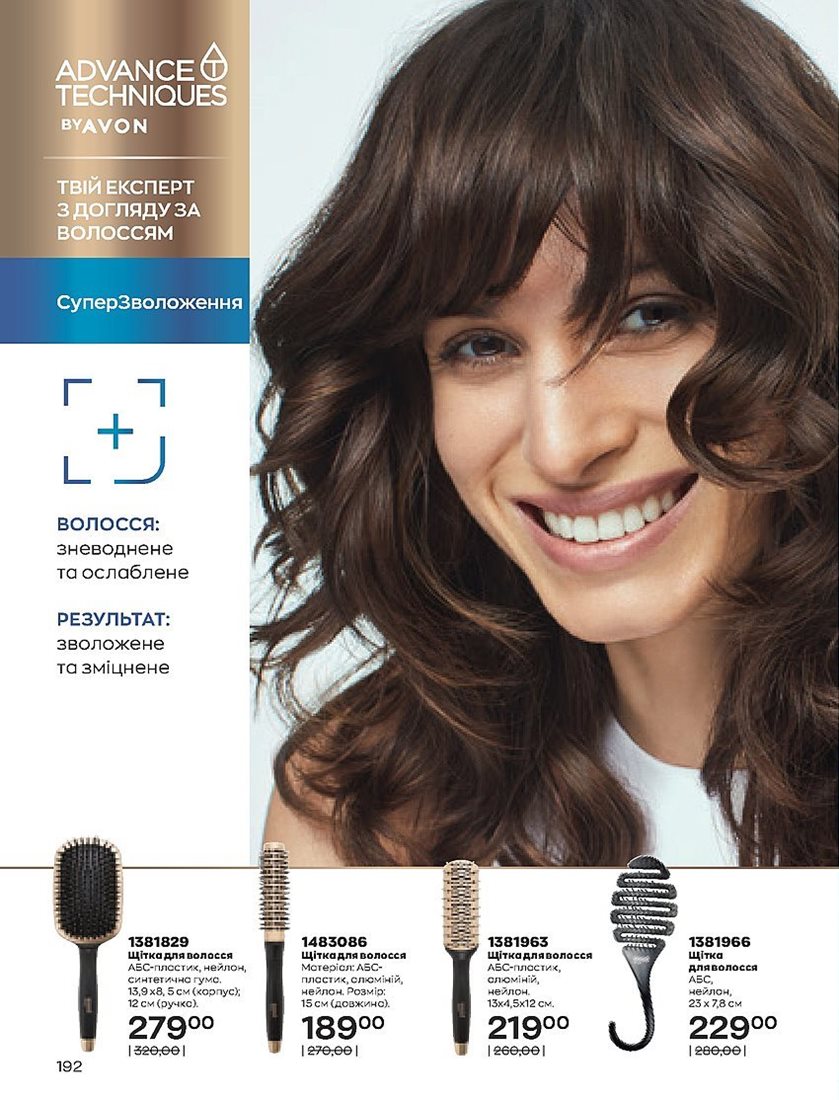 ADVANCE
TECHNIQUES
BY AVON
ТВІЙ ЕКСПЕРТ
З ДОГЛЯДУ ЗА
ВОЛОССЯМ
СуперЗволоження
ВОЛОССЯ:
зневоднене
та ослаблене
РЕЗУЛЬТАТ:
зволожене
та зміцнене
1381829
Щітка для волосся
АБС-пластик, нейлон,
синтетично гума.
13,9 x8, 5 см (корпус);
12 см (ручка).
279⁰⁰
| 320,00 |
1483086
Щітка для волосся
Матеріал: АБС-
пластик, алюміній,
нейлон. Розмір:
15 см (довжина).
189⁰⁰
| 270,00 |
1381963
Щітка для волосся
АБС-пластик,
алюміній,
нейлон.
13x4,5x12 см.
219⁰⁰
| 260,00 |
1381966
Щітка
для волосся
АБС,
нейлон,
23 x 7,8 см
229⁰⁰
| 280,00 |
192